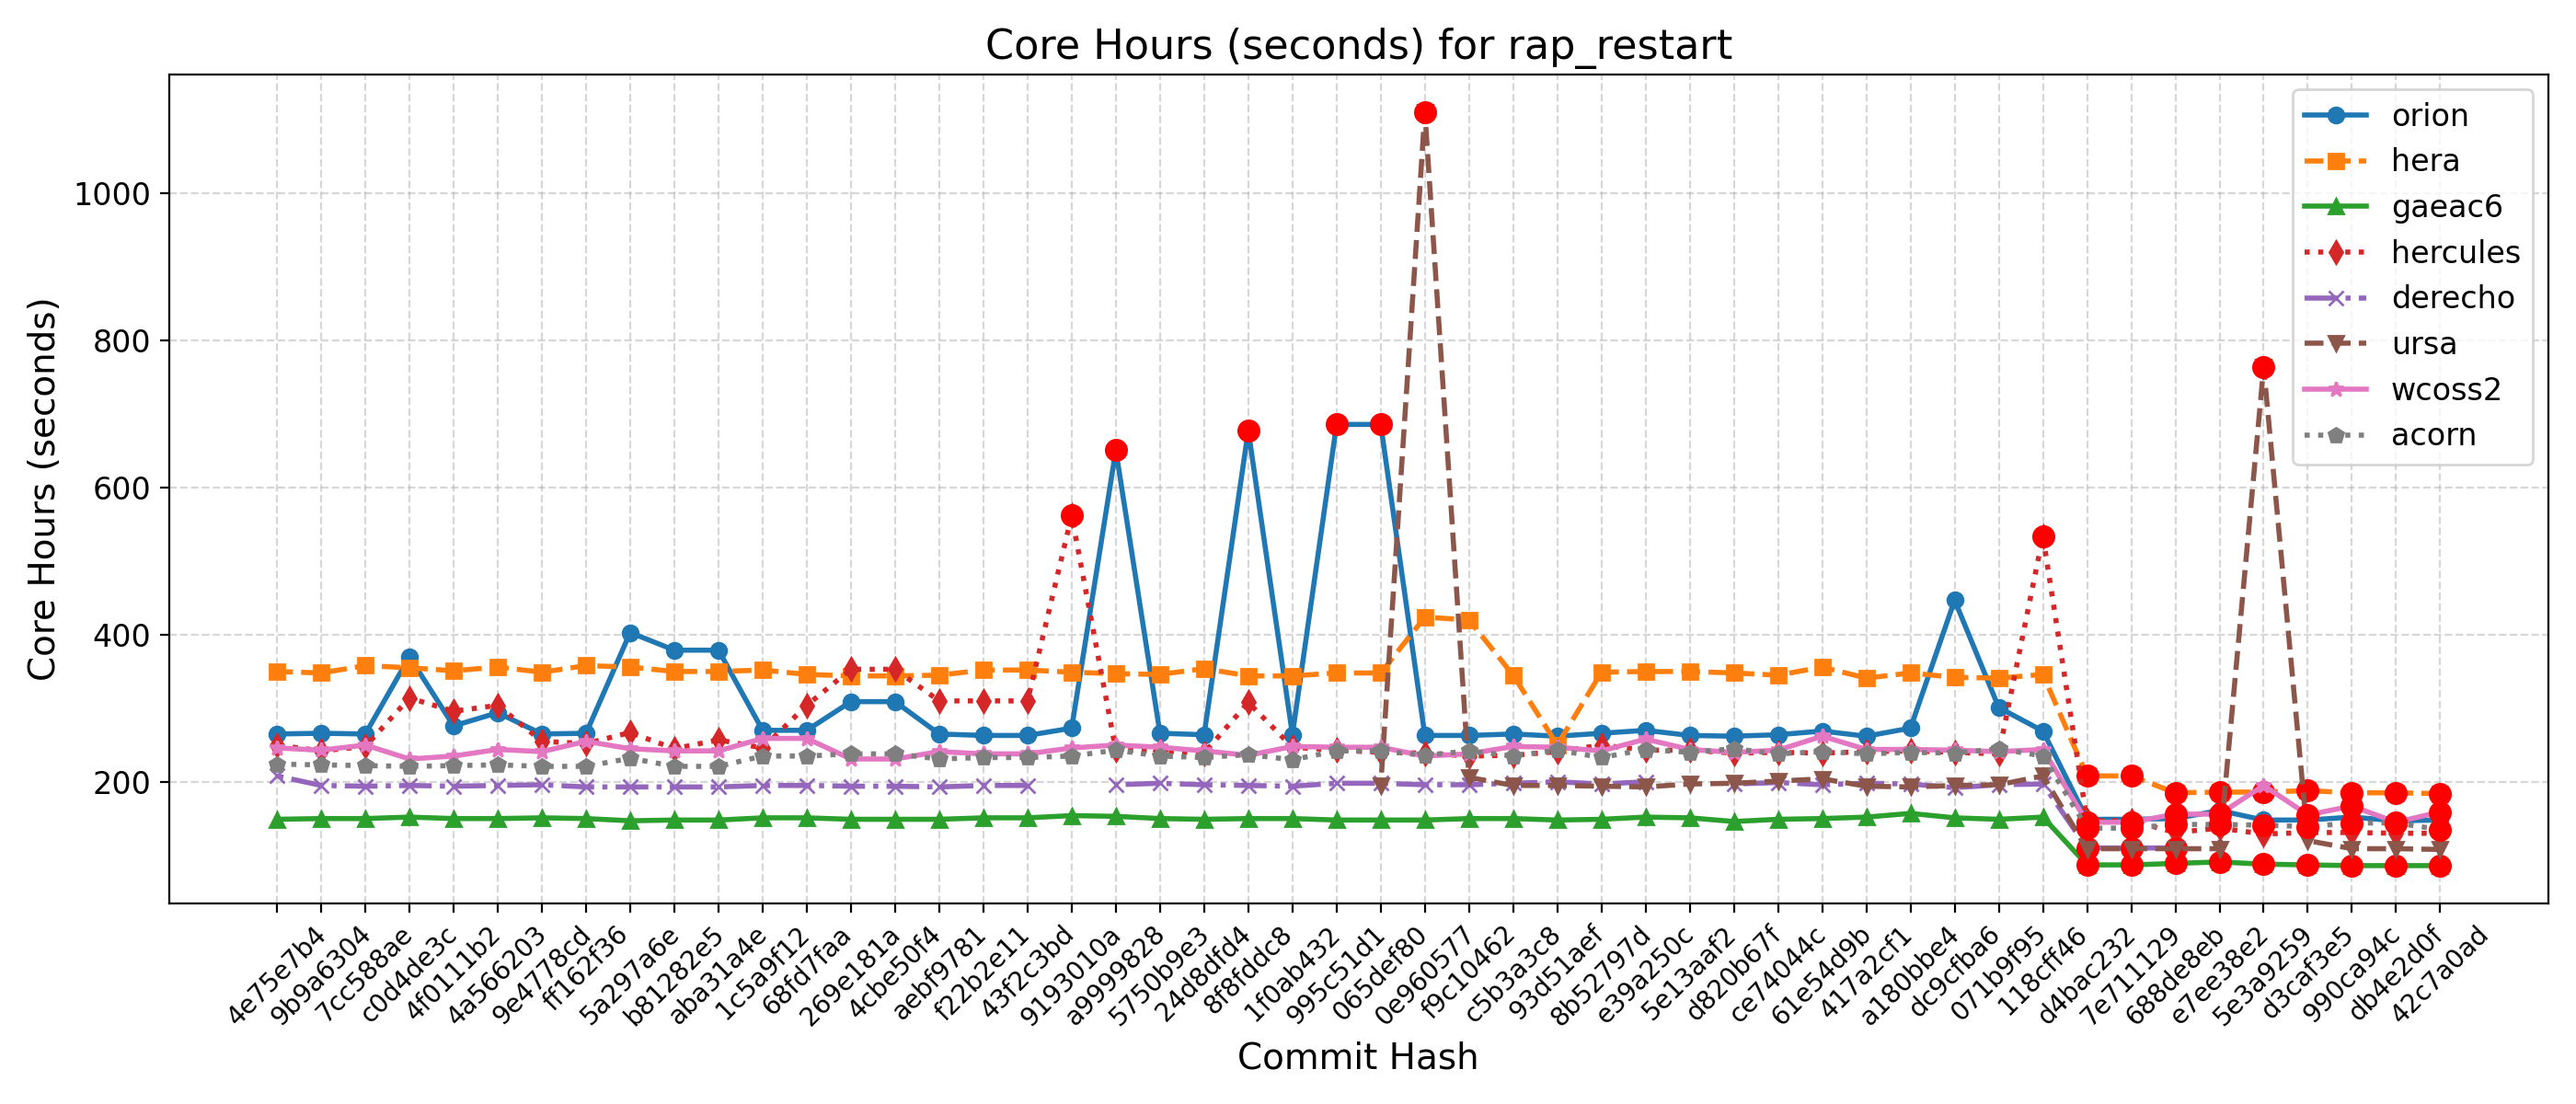 Core Hours (seconds) for rap_restart
Core Hours (seconds)
1000
800
600
400
200
orion
hera
gaeac6
hercules
derecho
ursa
wcoss2
acorn
4e75e7b4
9b9a6304
7cc588ae
c0d4de3c
4f0111b2
4a566203
9e4778cd
ff162f36
5a297a6e
b81282e5
aba31a4e
1c5a9f12
68fd7faa
269e181a
4cbe50f4
aebf9781
f22b2e11
43f2c3bd
9193010a
a9999828
5750b9e3
24d8dfd4
8f8fddc8
1f0ab432
995c51d1
065def80
0e960577
f9c10462
c5b3a3c8
93d51aef
8b52797d
e39a250c
5e13aaf2
d820b67f
ce74044c
61e54d9b
417a2cf1
a180bbe4
dc9cfba6
071b9f95
118cff46
d4bac232
7e711129
688de8eb
e7ee38e2
5e3a9259
d3caf3e5
990ca94c
db4e2d0f
42c7a0ad
Commit Hash